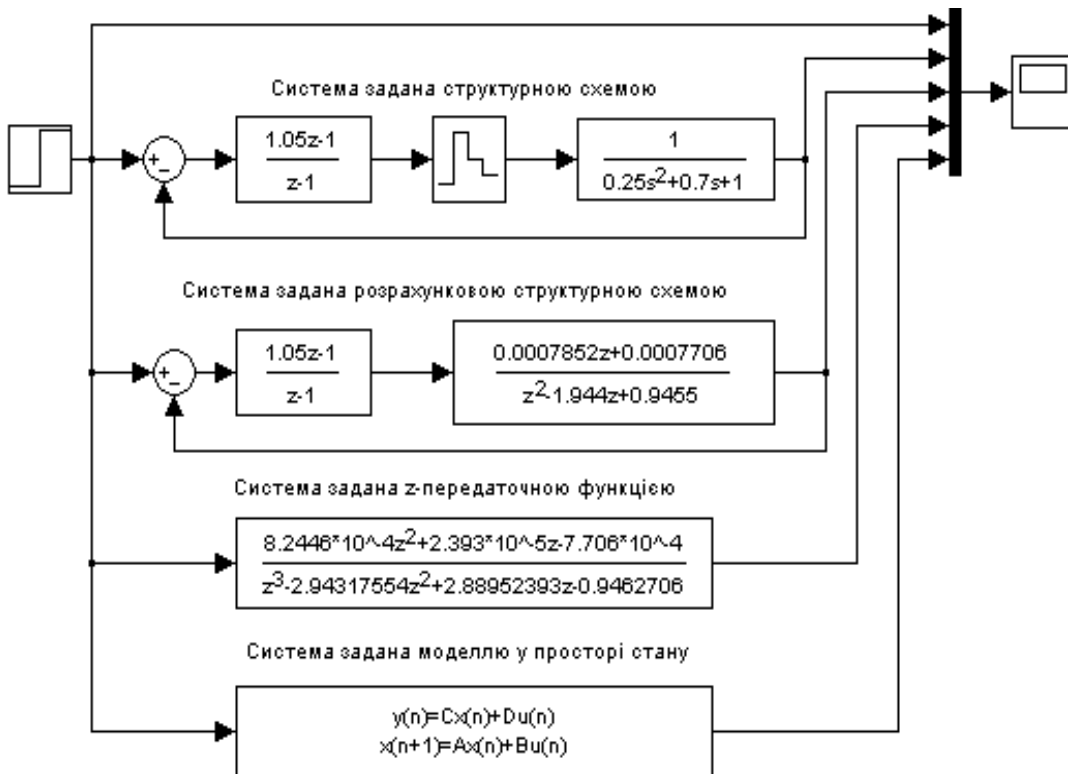 Система задана структурною схемою
+
-
1.05z-1
z-1
1
0.25s²+0.7s+1
Система задана розрахунковою структурною схемою
+
-
1.05z-1
z-1
0.0007852z+0.0007706
z²-1.944z+0.9455
Система задана z-передаточною функцією
8.2446*10^-4z²+2.393*10^-5z-7.706*10^-4
z³-2.94317554z²+2.88952393z-0.9462706
Система задана моделлю у просторі стану
y(n)=Cx(n)+Du(n)
x(n+1)=Ax(n)+Bu(n)